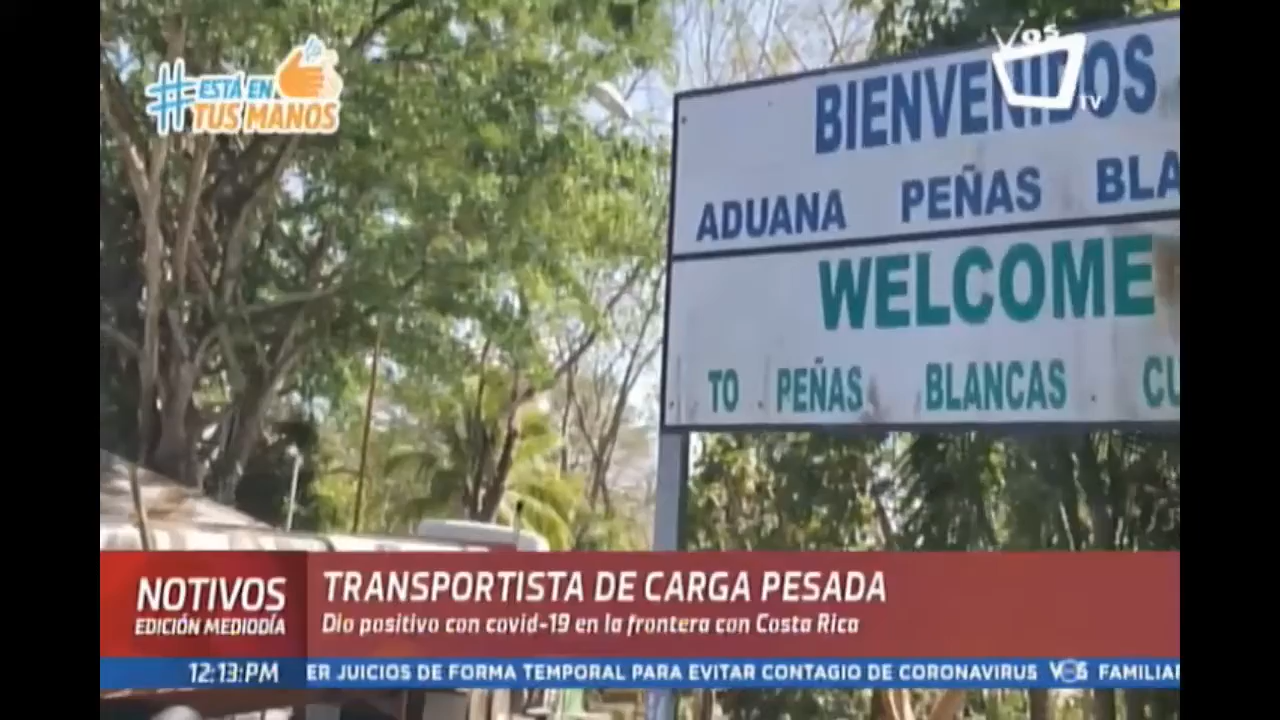 #ESTÁ EN
TUS MANOS
VOS
TV
BIENVENIDOS
ADUANA PEÑAS BLA
WELCOME
TO PEÑAS BLANCAS CU
NOTIVOS
EDICIÓN MEDIODÍA
TRANSPORTISTA DE CARGA PESADA
Dio positivo con covid-19 en la frontera con Costa Rica
12:13:PM
ER JUICIOS DE FORMA TEMPORAL PARA EVITAR CONTAGIO DE CORONAVIRUS VOS FAMILIAR